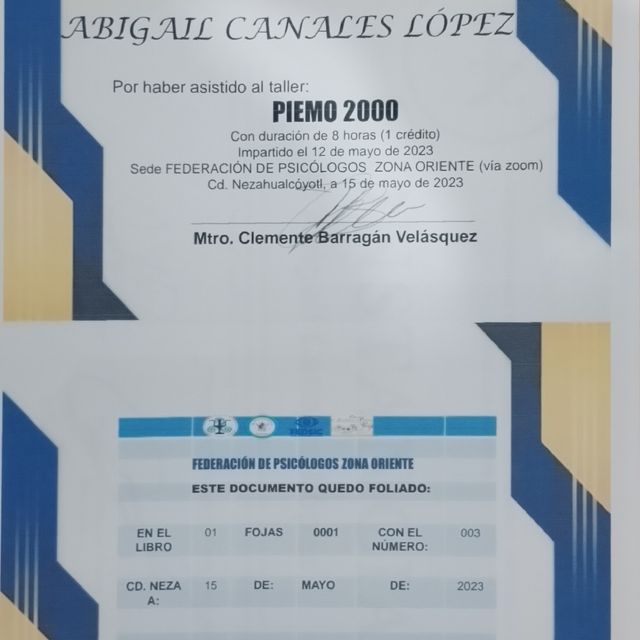 ABIGAIL CANALES LÓPEZ
Por haber asistido al taller:
PIEMO 2000
Con duración de 8 horas (1 crédito)
Impartido el 12 de mayo de 2023
Sede FEDERACIÓN DE PSICÓLOGOS ZONA ORIENTE (vía zoom)
Cd. Nezahualcóyotl, a 15 de mayo de 2023
Mtro. Clemente Barragán Velásquez
FEDERACIÓN DE PSICÓLOGOS ZONA ORIENTE
ESTE DOCUMENTO QUEDO FOLIADO:
EN EL LIBRO 01 FOJAS 0001 CON EL NÚMERO: 003
CD. NEZA A: 15 DE: MAYO DE: 2023